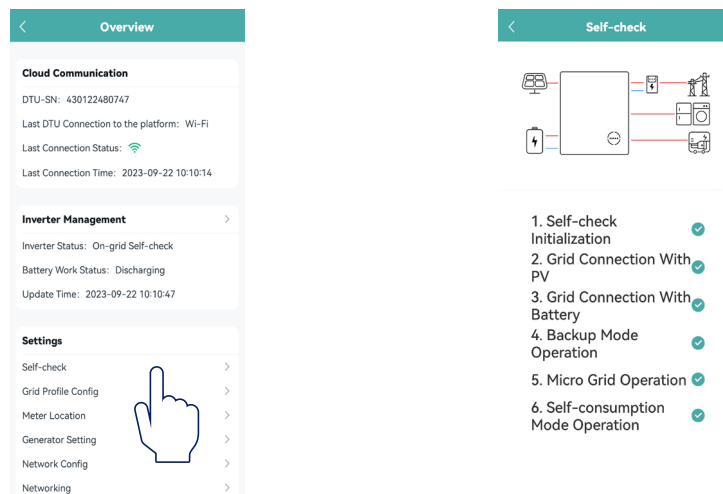 Overview
Cloud Communication
DTU-SN: 430122480747
Last DTU Connection to the platform: Wi-Fi
Last Connection Status:
Last Connection Time: 2023-09-22 10:10:14
Inverter Management
Inverter Status: On-grid Self-check
Battery Work Status: Discharging
Update Time: 2023-09-22 10:10:47
Settings
Self-check
Grid Profile Config
Meter Location
Generator Setting
Network Config
Networking
Self-check
1. Self-check
Initialization
2. Grid Connection With
PV
3. Grid Connection With
Battery
4. Backup Mode
Operation
5. Micro Grid Operation
6. Self-consumption
Mode Operation